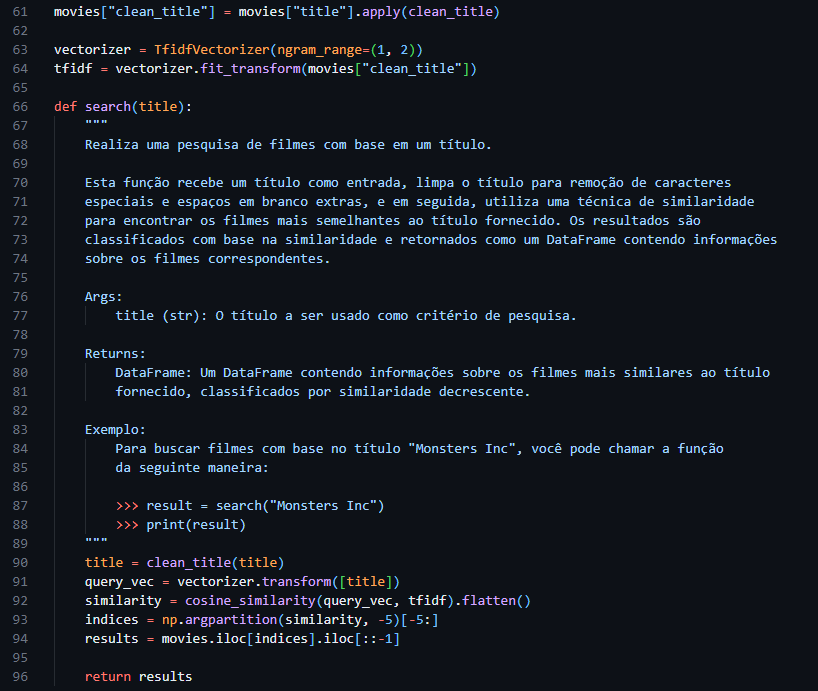 61 movies["clean_title"] = movies["title"].apply(clean_title)
62
63 vectorizer = TfidfVectorizer(ngram_range=(1, 2))
64 tfidf = vectorizer.fit_transform(movies["clean_title"])
65
66 def search(title):
67     """
68     Realiza uma pesquisa de filmes com base em um título.
69
70     Esta função recebe um título como entrada, limpa o título para remoção de caracteres
71     especiais e espaços em branco extras, e em seguida, utiliza uma técnica de similaridade
72     para encontrar os filmes mais semelhantes ao título fornecido. Os resultados são
73     classificados com base na similaridade e retornados como um DataFrame contendo informações
74     sobre os filmes correspondentes.
75
76     Args:
77         title (str): O título a ser usado como critério de pesquisa.
78
79     Returns:
80         DataFrame: Um DataFrame contendo informações sobre os filmes mais similares ao título
81         fornecido, classificados por similaridade decrescente.
82
83     Exemplo:
84         Para buscar filmes com base no título "Monsters Inc", você pode chamar a função
85         da seguinte maneira:
86
87         >>> result = search("Monsters Inc")
88         >>> print(result)
89     """
90     title = clean_title(title)
91     query_vec = vectorizer.transform([title])
92     similarity = cosine_similarity(query_vec, tfidf).flatten()
93     indices = np.argpartition(similarity, -5)[-5:]
94     results = movies.iloc[indices].iloc[::-1]
95
96     return results